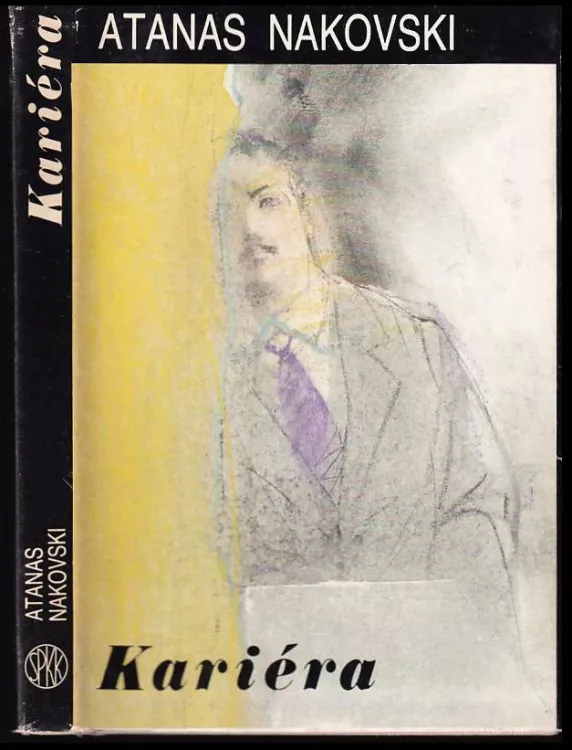 ATANAS NAKOVSKI
Kariéra
Kariéra
ATANAS
NAKOVSKI
SPKK